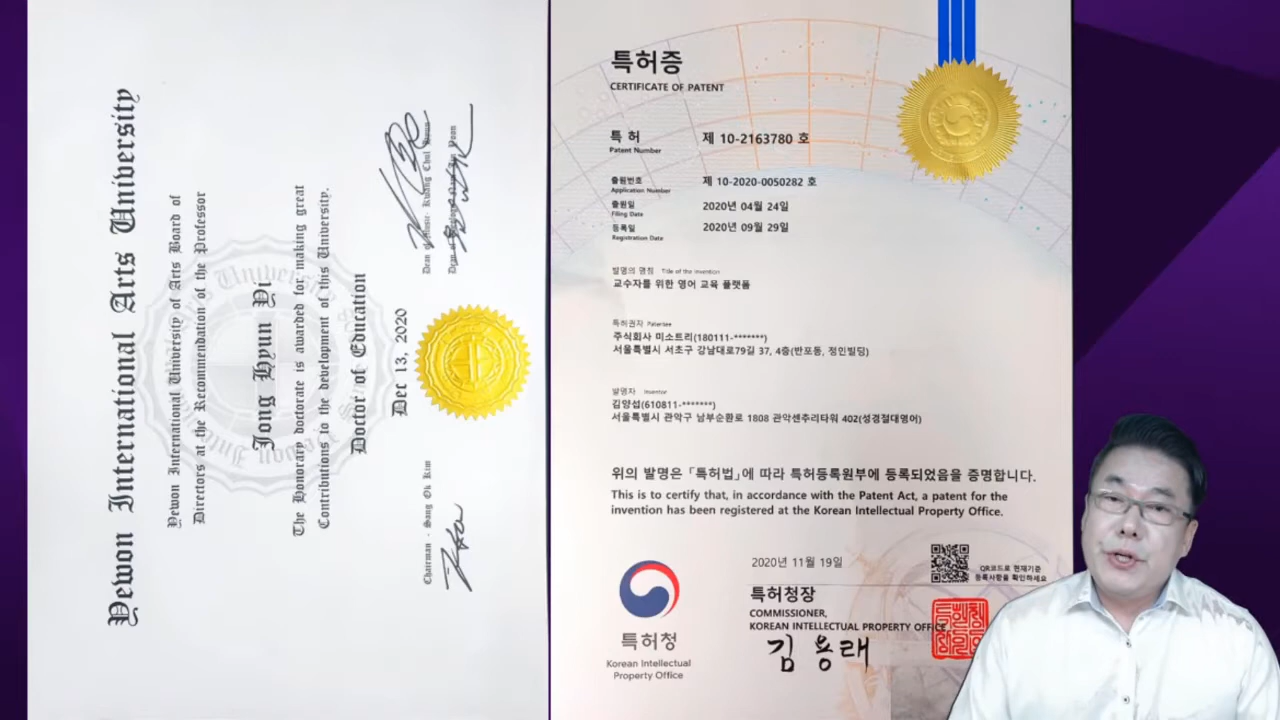 Yewon International Arts University
Yewon International University of Arts Board of
Directors at the Recommendation of the Professor
Jong Hyun Yi
The Honorary doctorate is awarded for making great
Contributions to the development of this University.
Doctor of Education
Dec 13, 2020
Chairman - Sang Ok Kim
특허증
CERTIFICATE OF PATENT
특 허 제 10-2163780 호
Patent Number
출원번호 제 10-2020-0050282 호
Application Number
출원일 2020년 04월 24일
Filing Date
등록일 2020년 09월 29일
Registration Date
발명의 명칭 Title of the Invention
교수자를 위한 영어 교육 플랫폼
특허권자 Patentee
주식회사 미소트리(180111-*******)
서울특별시 서초구 강남대로79길 37, 4층(반포동, 정인빌딩)
발명자 Inventor
김양섭(610811-*******)
서울특별시 관악구 남부순환로 1808 관악센추리타워 402(성경절대영어)
위의 발명은 「특허법」에 따라 특허등록원부에 등록되었음을 증명합니다.
This is to certify that, in accordance with the Patent Act, a patent for the
invention has been registered at the Korean Intellectual Property Office.
2020년 11월 19일
QR코드로 현재기준
등록사항을 확인하세요
특허청장
COMMISSIONER,
KOREAN INTELLECTUAL PROPERTY OFFICE
김용래
특허청
Korean Intellectual
Property Office